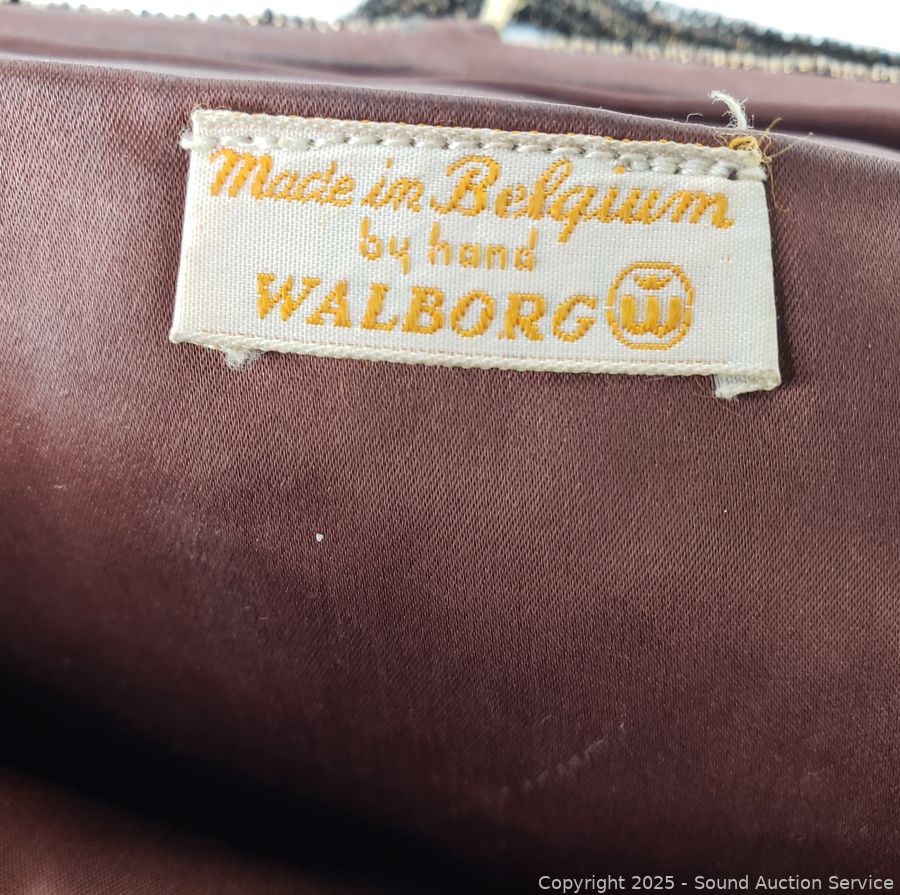 Made in Belgium
by hand
WALBORG W
Copyright 2025 - Sound Auction Service